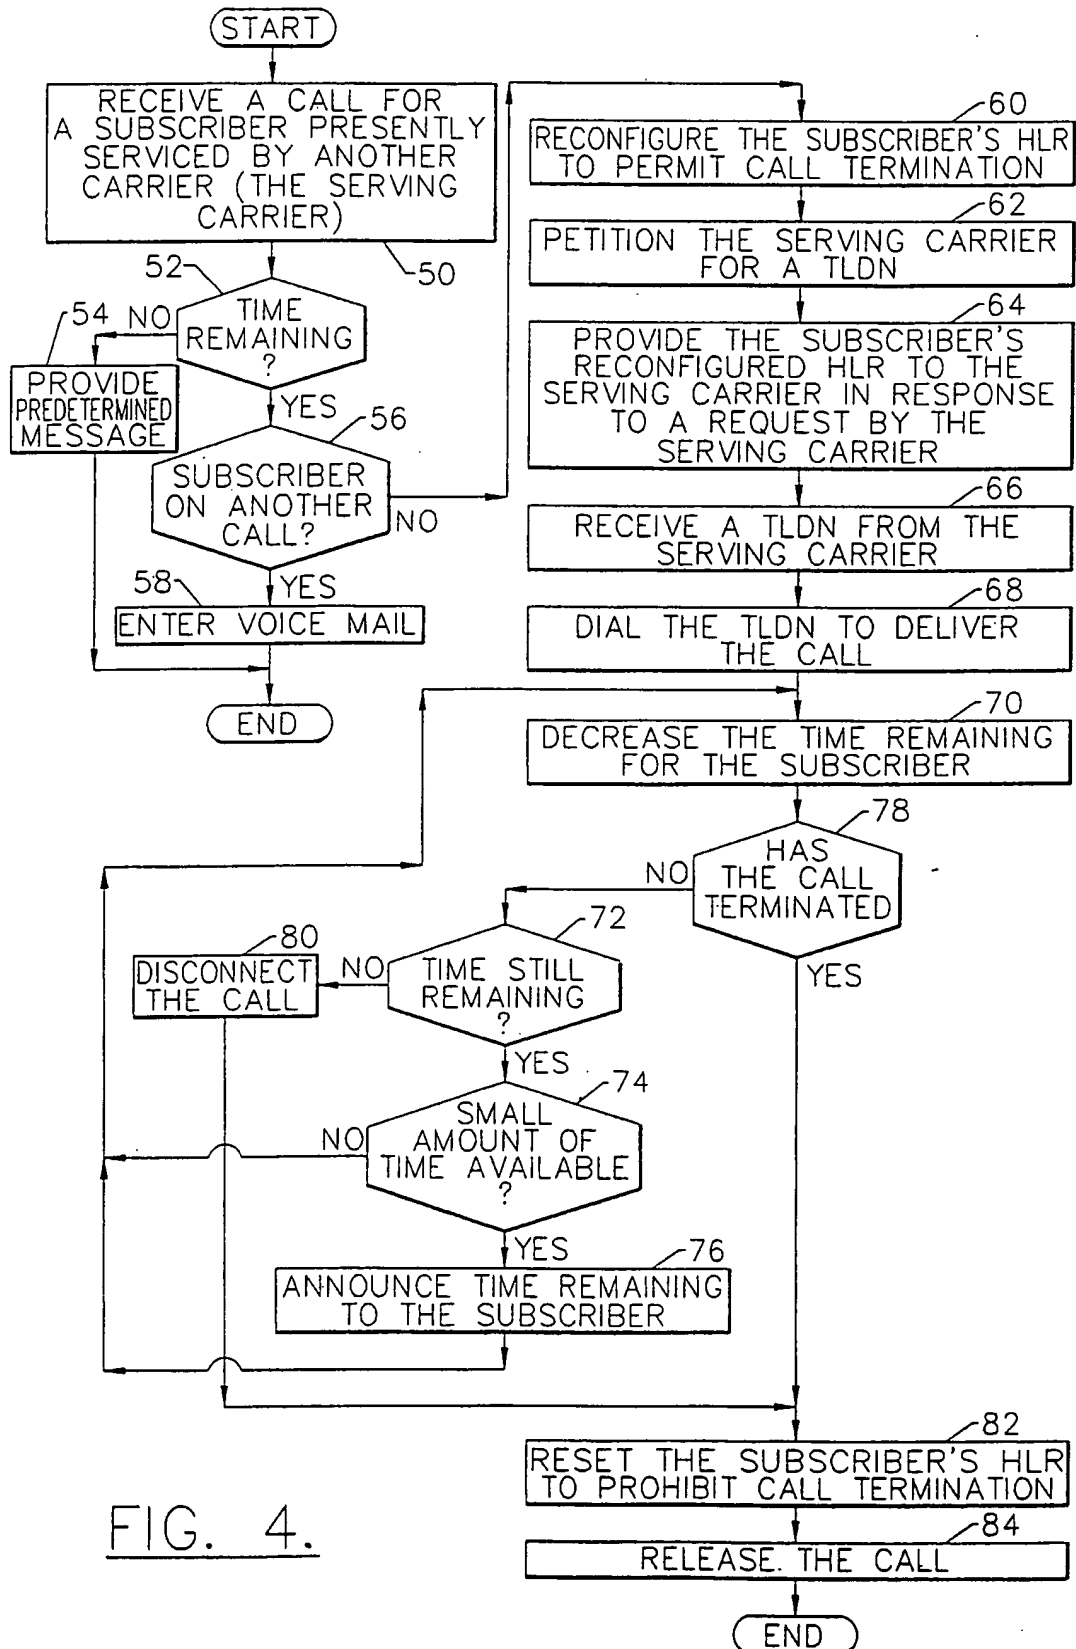 START
RECEIVE A CALL FOR
A SUBSCRIBER PRESENTLY
SERVICED BY ANOTHER
CARRIER (THE SERVING
CARRIER)
50
52
TIME
REMAINING
?
NO
YES
54
PROVIDE
PREDETERMINED
MESSAGE
56
SUBSCRIBER
ON ANOTHER
CALL?
NO
YES
58
ENTER VOICE MAIL
END
60
RECONFIGURE THE SUBSCRIBER'S HLR
TO PERMIT CALL TERMINATION
62
PETITION THE SERVING CARRIER
FOR A TLDN
64
PROVIDE THE SUBSCRIBER'S
RECONFIGURED HLR TO THE
SERVING CARRIER IN RESPONSE
TO A REQUEST BY THE
SERVING CARRIER
66
RECEIVE A TLDN FROM THE
SERVING CARRIER
68
DIAL THE TLDN TO DELIVER
THE CALL
70
DECREASE THE TIME REMAINING
FOR THE SUBSCRIBER
78
HAS
THE CALL
TERMINATED
NO
YES
72
TIME STILL
REMAINING
?
NO
YES
80
DISCONNECT
THE CALL
74
SMALL
AMOUNT OF
TIME AVAILABLE
?
NO
YES
76
ANNOUNCE TIME REMAINING
TO THE SUBSCRIBER
82
RESET THE SUBSCRIBER'S HLR
TO PROHIBIT CALL TERMINATION
84
RELEASE. THE CALL
END
FIG. 4.